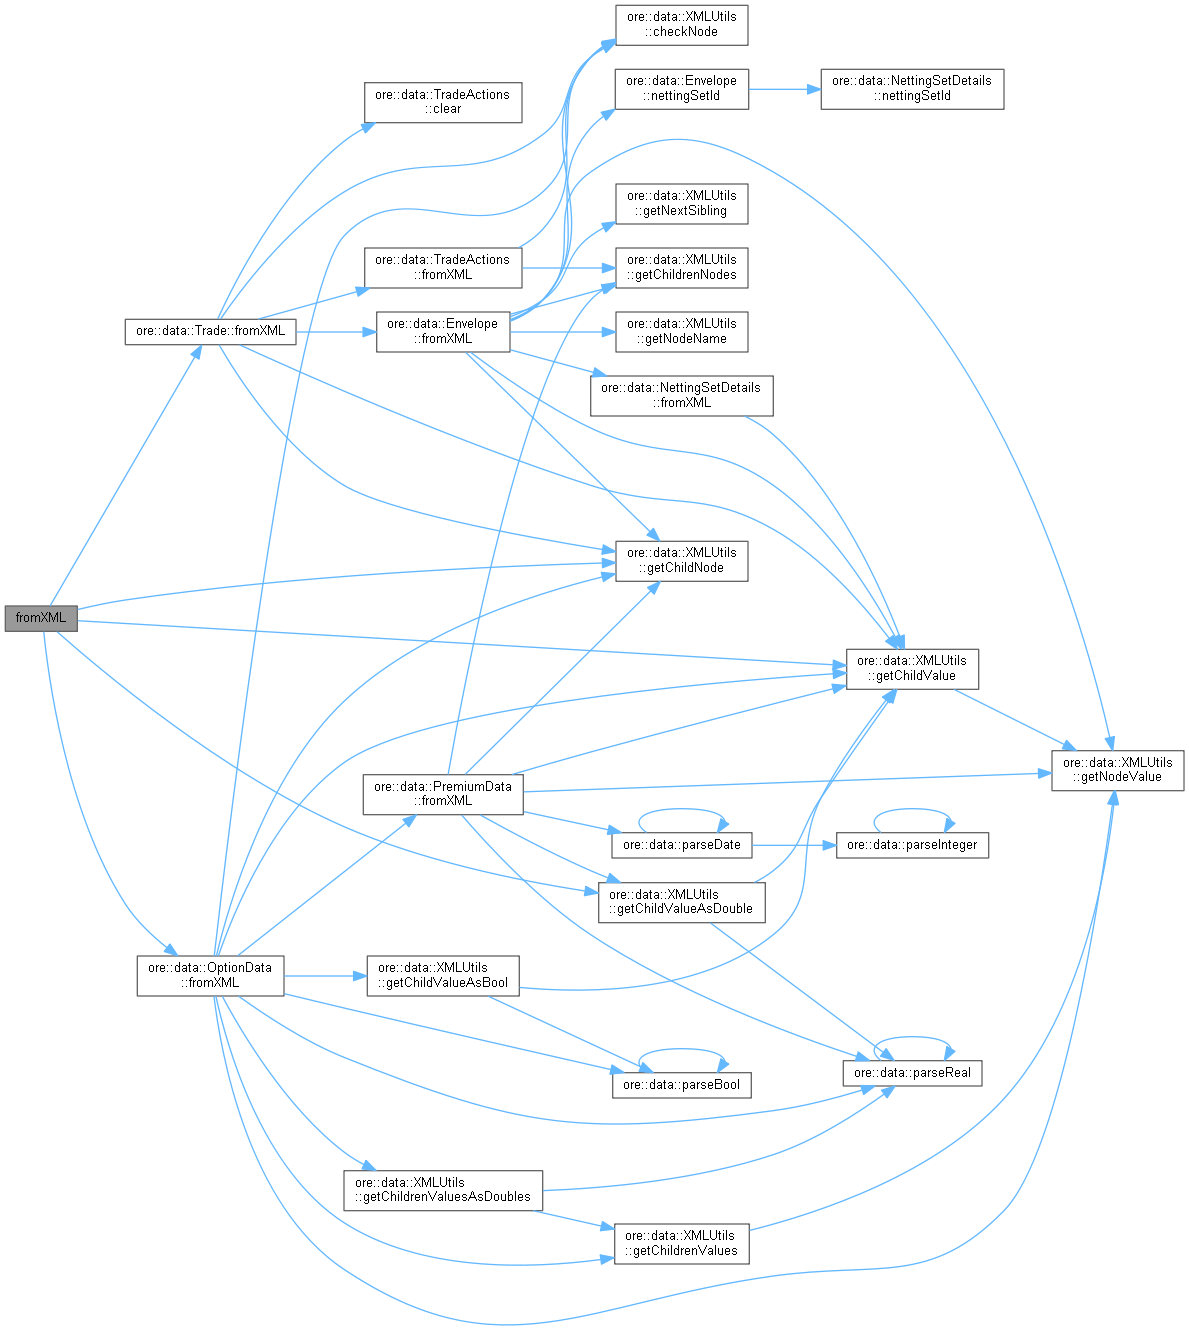 ore::data::XMLUtils
::checkNode
ore::data::Envelope
::nettingSetId
ore::data::NettingSetDetails
::nettingSetId
ore::data::TradeActions
::clear
ore::data::XMLUtils
::getNextSibling
ore::data::TradeActions
::fromXML
ore::data::XMLUtils
::getChildrenNodes
ore::data::Trade::fromXML
ore::data::Envelope
::fromXML
ore::data::XMLUtils
::getNodeName
ore::data::NettingSetDetails
::fromXML
ore::data::XMLUtils
::getChildNode
fromXML
ore::data::XMLUtils
::getChildValue
ore::data::XMLUtils
::getNodeValue
ore::data::PremiumData
::fromXML
ore::data::parseDate
ore::data::parseInteger
ore::data::XMLUtils
::getChildValueAsDouble
ore::data::OptionData
::fromXML
ore::data::XMLUtils
::getChildValueAsBool
ore::data::parseBool
ore::data::parseReal
ore::data::XMLUtils
::getChildrenValuesAsDoubles
ore::data::XMLUtils
::getChildrenValues